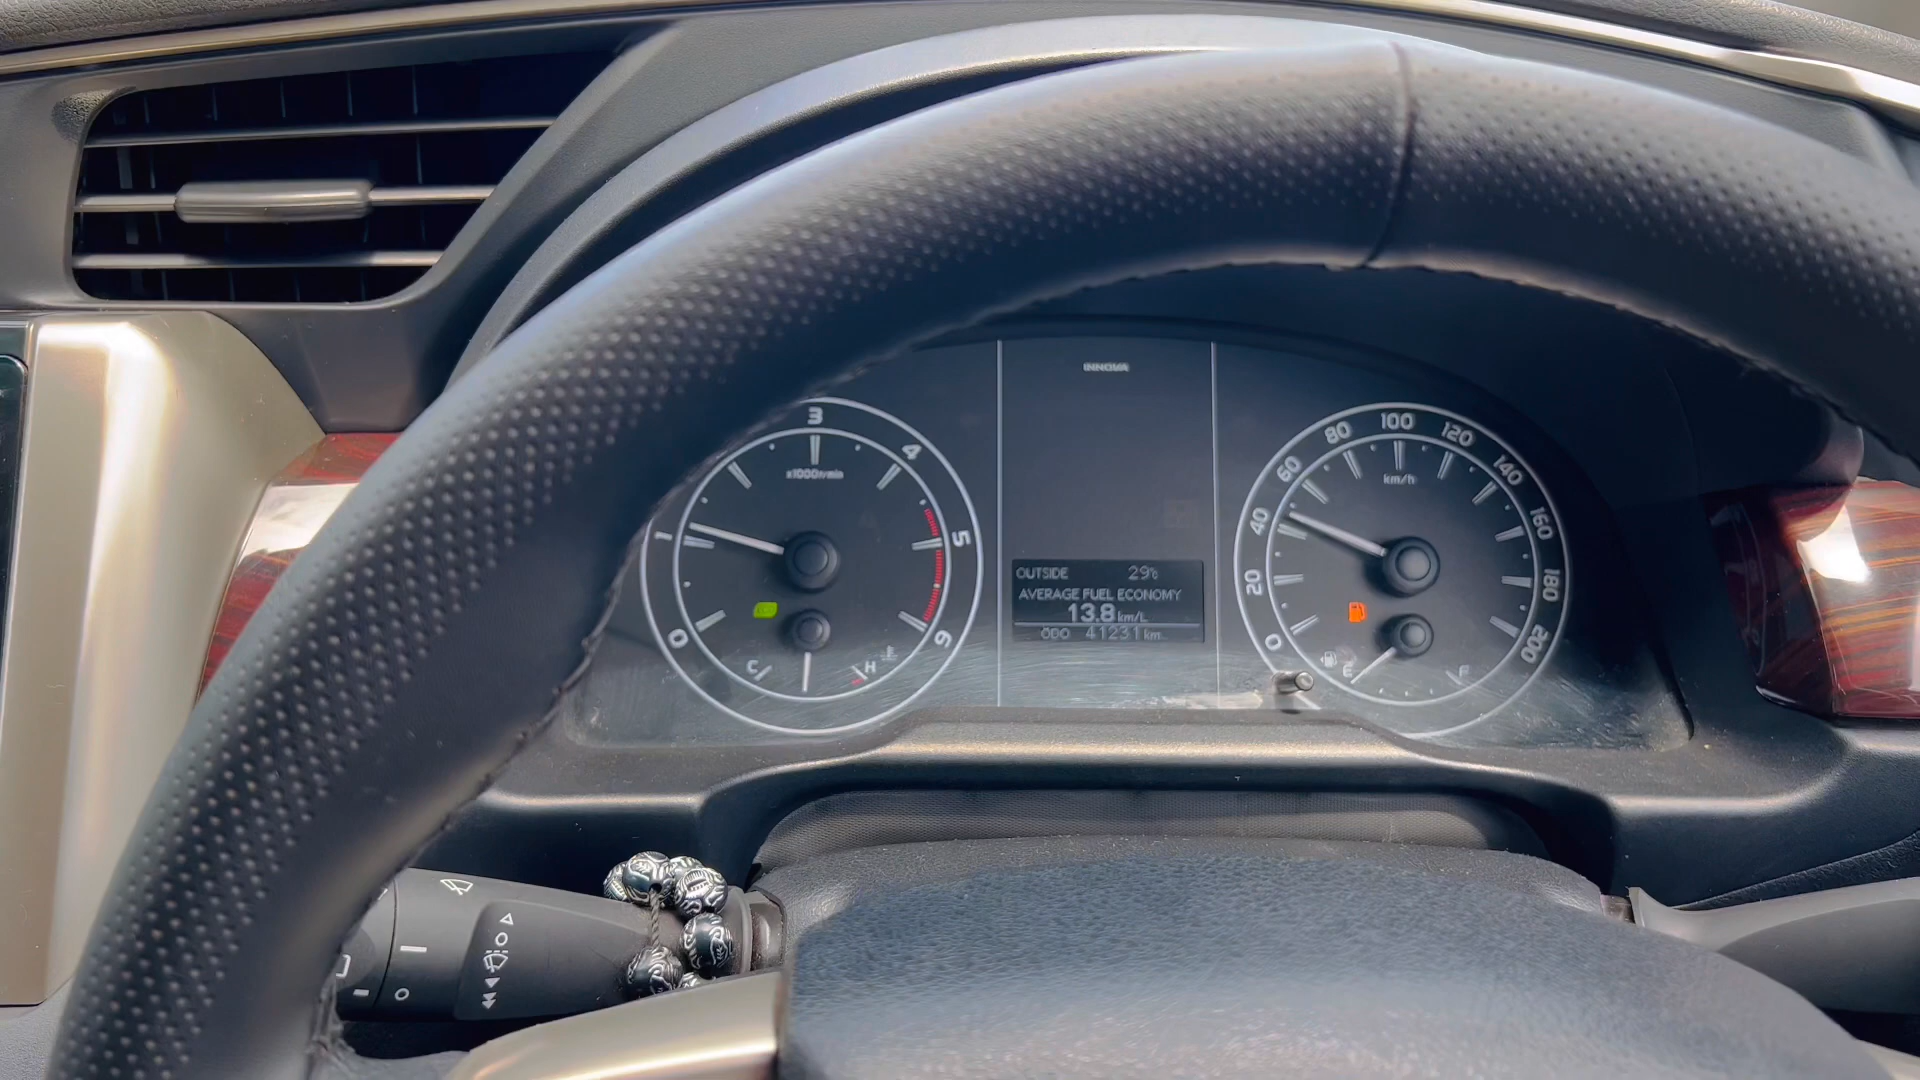 INNOVA
3
4
x1000r/min
1
5
0
6
C
H
OUTSIDE 29℃
AVERAGE FUEL ECONOMY
13.8 km/L
ODO 41231 km
100
80
120
60
140
km/h
40
160
20
180
0
200
E
F